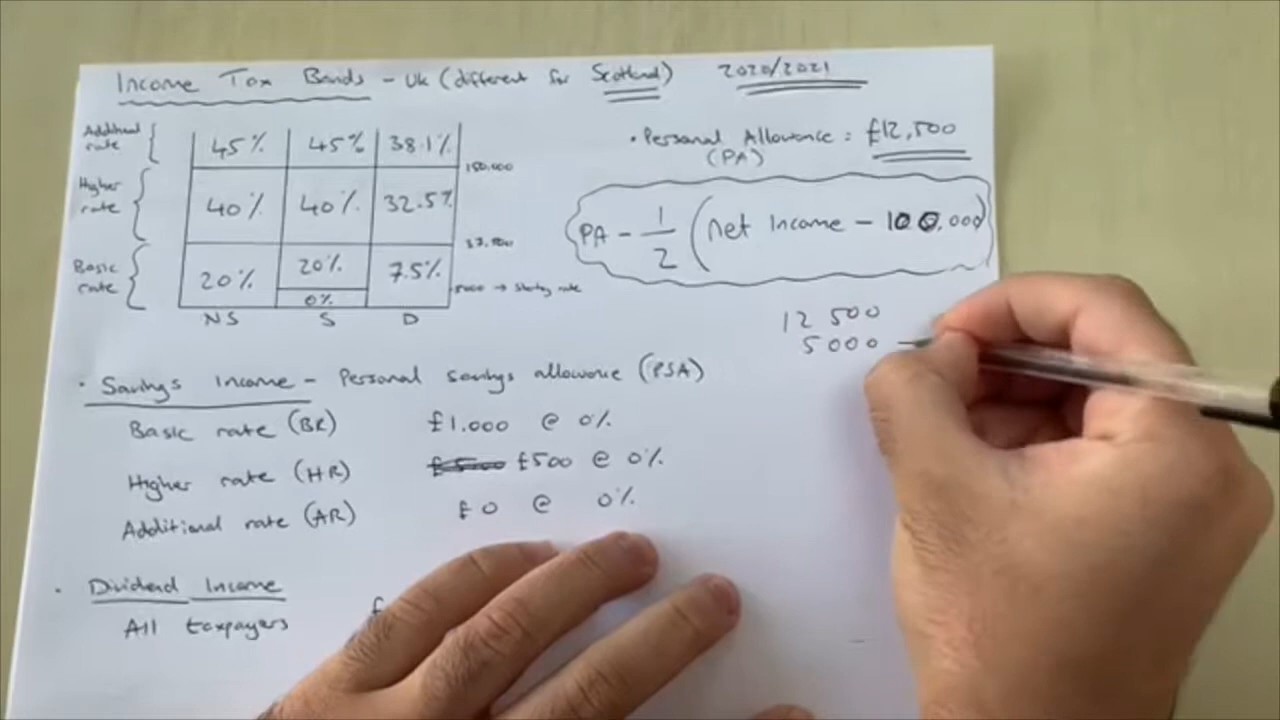 Income Tax Bands - UK (different for Scotland) 2020/2021
Additional rate 45% 45% 38.1%
150.000
Higher rate 40% 40% 32.5%
37.500
Basic rate 20% 20% 7.5%
0% 5000 → Starting rate
NS S D
• Personal Allowance : £12,500
(PA)
PA - 1/2 (net Income - 100.000)
12 500
5000 -
• Savings Income - Personal savings allowance (PSA)
Basic rate (BR) £1.000 @ 0%
Higher rate (HR) £500 @ 0%
Additional rate (AR) £0 @ 0%
• Dividend Income
All taxpayers £